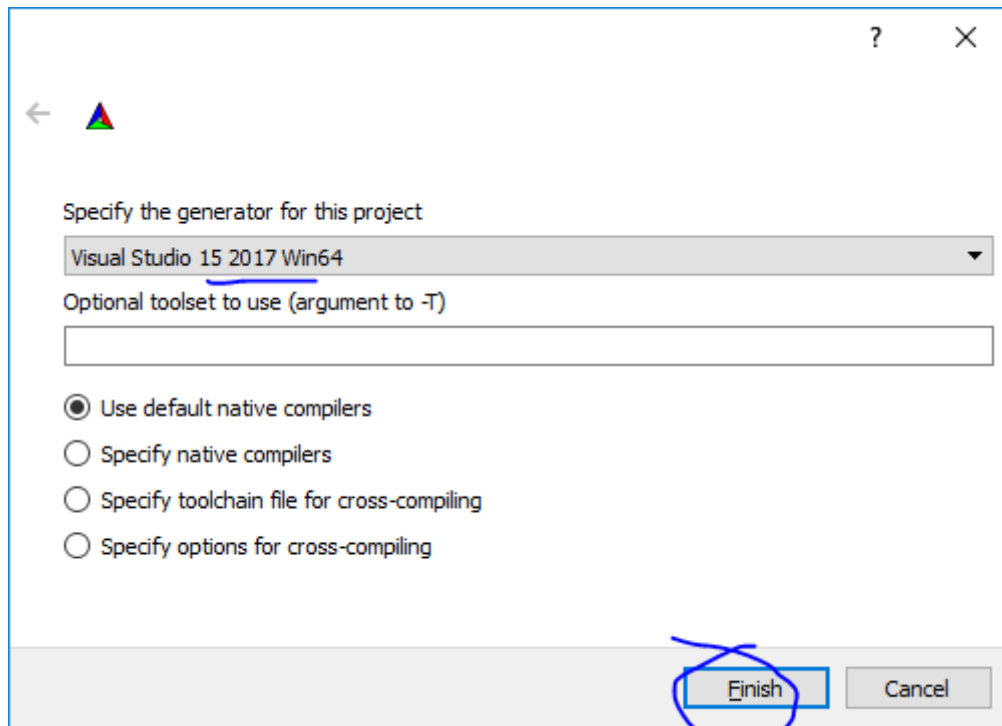 ?
Specify the generator for this project
Visual Studio 15 2017 Win64
Optional toolset to use (argument to -T)
Use default native compilers
Specify native compilers
Specify toolchain file for cross-compiling
Specify options for cross-compiling
Finish Cancel